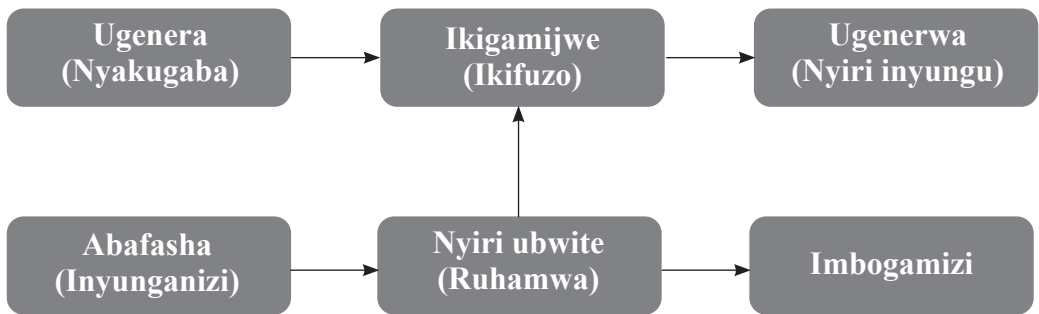 Ugenera
(Nyakugaba)
Ikigamijwe
(Ikifuzo)
Ugenerwa
(Nyiri inyungu)
Abafasha
(Inyunganizi)
Nyiri ubwite
(Ruhamwa)
Imbogamizi